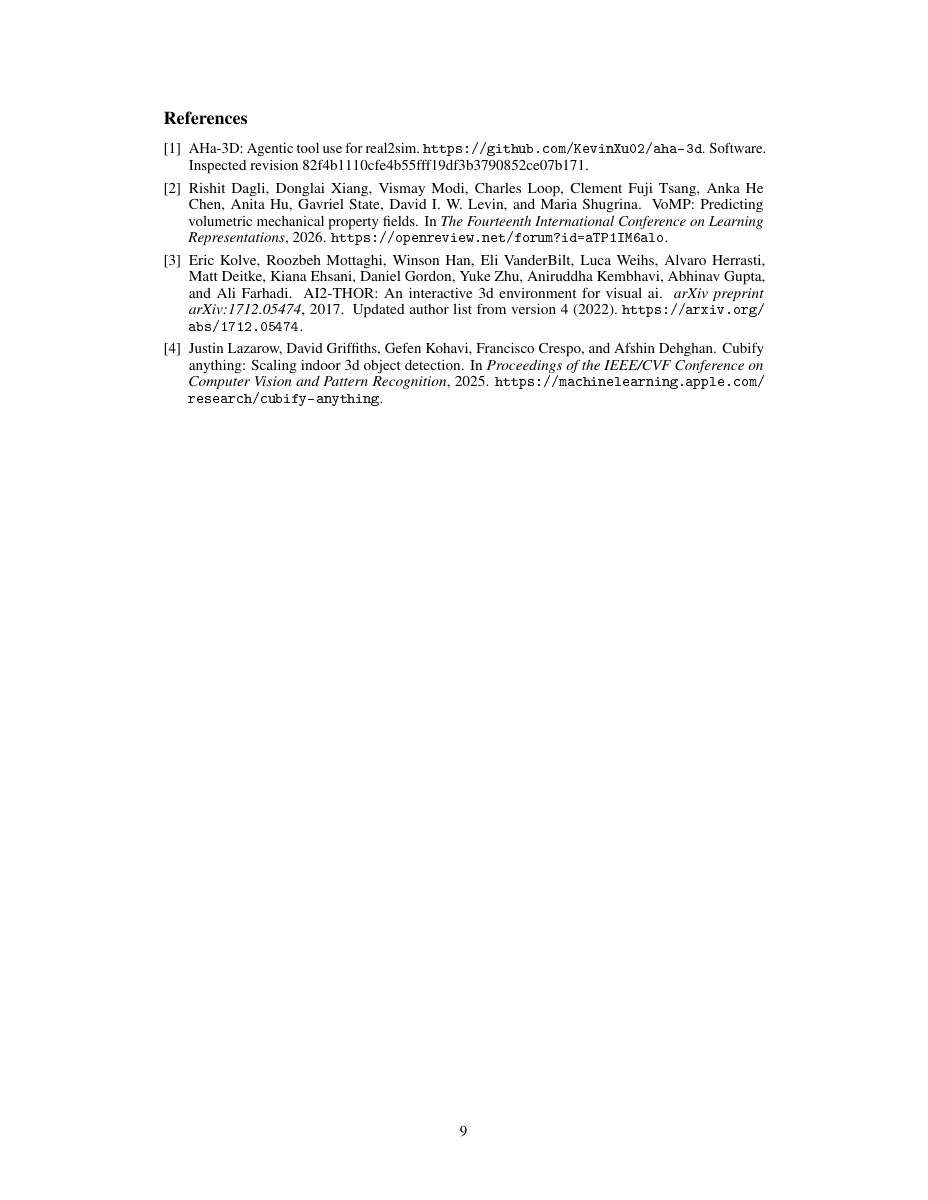 References
[1] AHa-3D: Agentic tool use for real2sim. https://github.com/KevinXu02/aha-3d. Software.
Inspected revision 82f4b1110cfe4b55fff19df3b3790852ce07b171.
[2] Rishit Dagli, Donglai Xiang, Vismay Modi, Charles Loop, Clement Fuji Tsang, Anka He
Chen, Anita Hu, Gavriel State, David I. W. Levin, and Maria Shugrina. VoMP: Predicting
volumetric mechanical property fields. In The Fourteenth International Conference on Learning
Representations, 2026. https://openreview.net/forum?id=aTP1IM6alo.
[3] Eric Kolve, Roozbeh Mottaghi, Winson Han, Eli VanderBilt, Luca Weihs, Alvaro Herrasti,
Matt Deitke, Kiana Ehsani, Daniel Gordon, Yuke Zhu, Aniruddha Kembhavi, Abhinav Gupta,
and Ali Farhadi. AI2-THOR: An interactive 3d environment for visual ai. arXiv preprint
arXiv:1712.05474, 2017. Updated author list from version 4 (2022). https://arxiv.org/
abs/1712.05474.
[4] Justin Lazarow, David Griffiths, Gefen Kohavi, Francisco Crespo, and Afshin Dehghan. Cubify
anything: Scaling indoor 3d object detection. In Proceedings of the IEEE/CVF Conference on
Computer Vision and Pattern Recognition, 2025. https://machinelearning.apple.com/
research/cubify-anything.
9